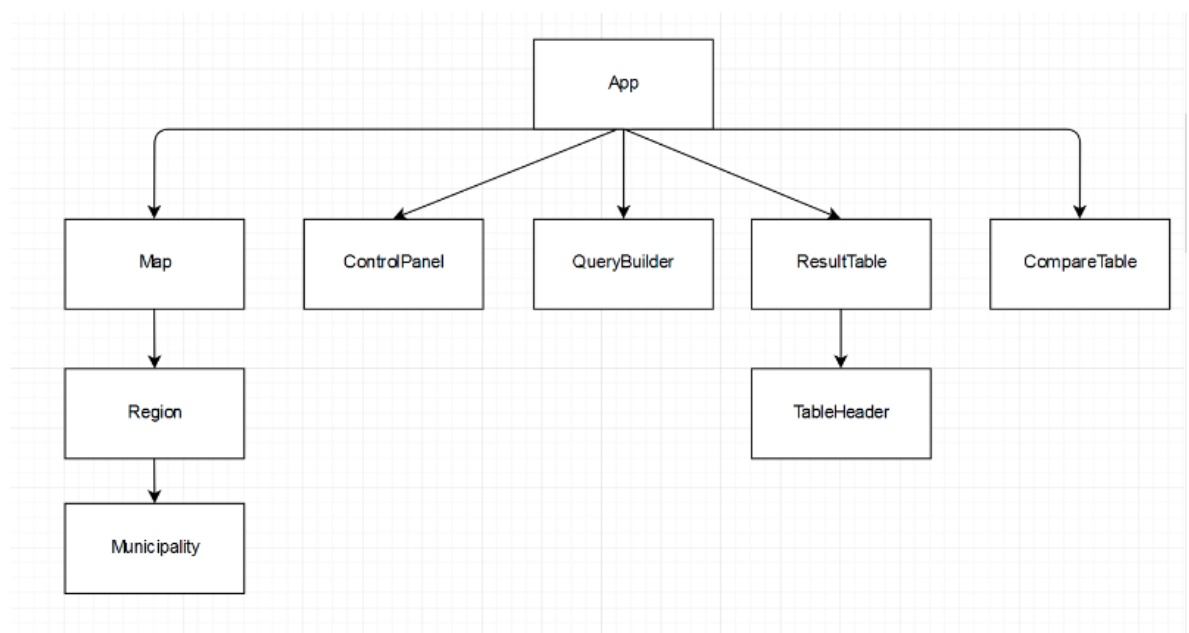 App
Map
ControlPanel
QueryBuilder
ResultTable
CompareTable
Region
TableHeader
Municipality